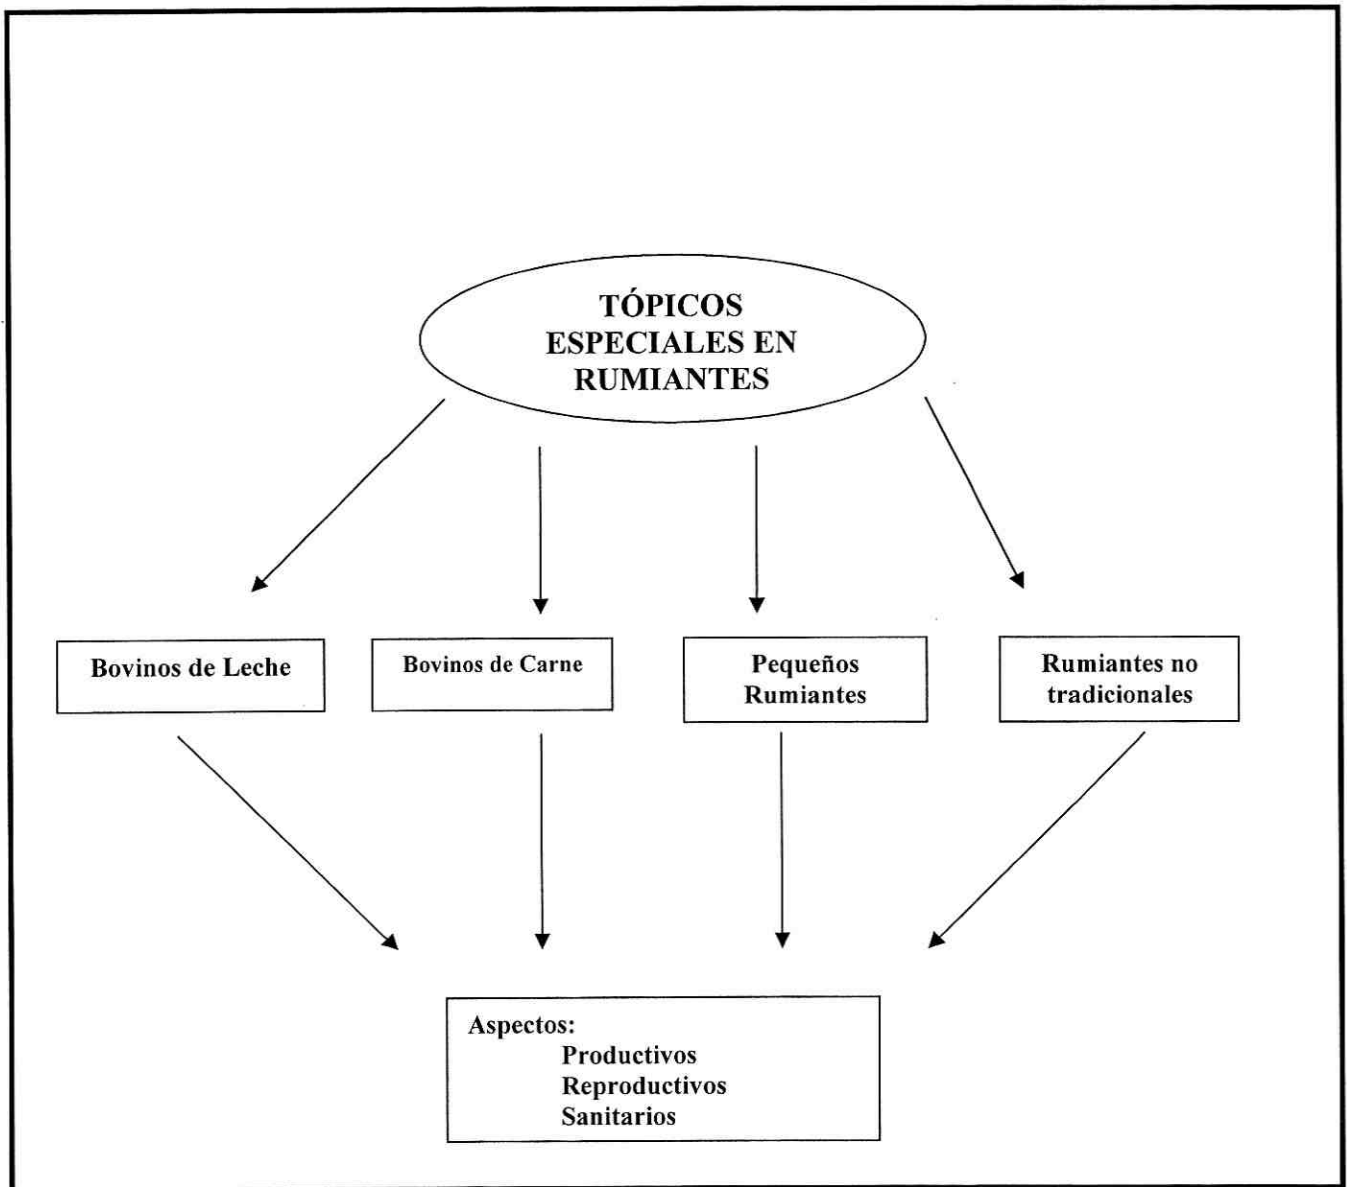 TÓPICOS
ESPECIALES EN
RUMIANTES
Bovinos de Leche
Bovinos de Carne
Pequeños
Rumiantes
Rumiantes no
tradicionales
Aspectos:
Productivos
Reproductivos
Sanitarios